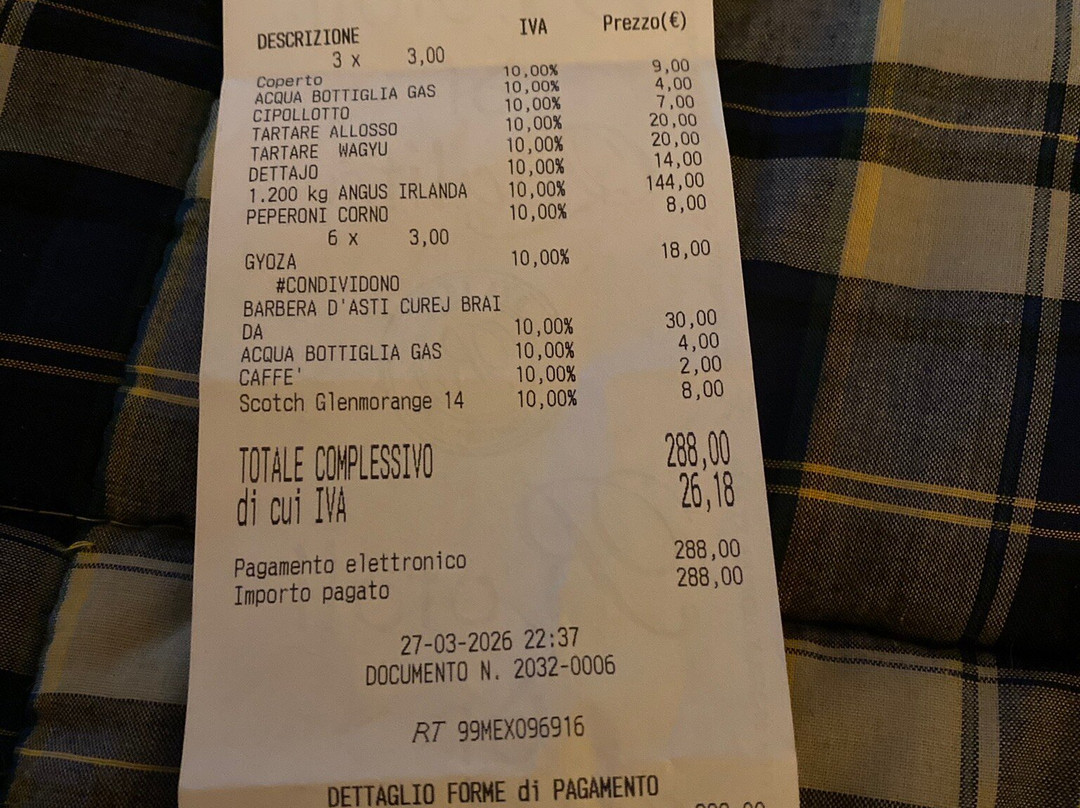 DESCRIZIONE IVA Prezzo(€)
3 x 3,00
Coperto 10,00% 9,00
ACQUA BOTTIGLIA GAS 10,00% 4,00
CIPOLLOTTO 10,00% 7,00
TARTARE ALLOSSO 10,00% 20,00
TARTARE WAGYU 10,00% 20,00
DETTAJO 10,00% 14,00
1.200 kg ANGUS IRLANDA 10,00% 144,00
PEPERONI CORNO 10,00% 8,00
6 x 3,00
GYOZA 10,00% 18,00
#CONDIVIDONO
BARBERA D'ASTI CUREJ BRAI
DA 10,00% 30,00
ACQUA BOTTIGLIA GAS 10,00% 4,00
CAFFE' 10,00% 2,00
Scotch Glenmorange 14 10,00% 8,00
TOTALE COMPLESSIVO 288,00
di cui IVA 26,18
Pagamento elettronico 288,00
Importo pagato 288,00
27-03-2026 22:37
DOCUMENTO N. 2032-0006
RT 99MEX096916
DETTAGLIO FORME di PAGAMENTO